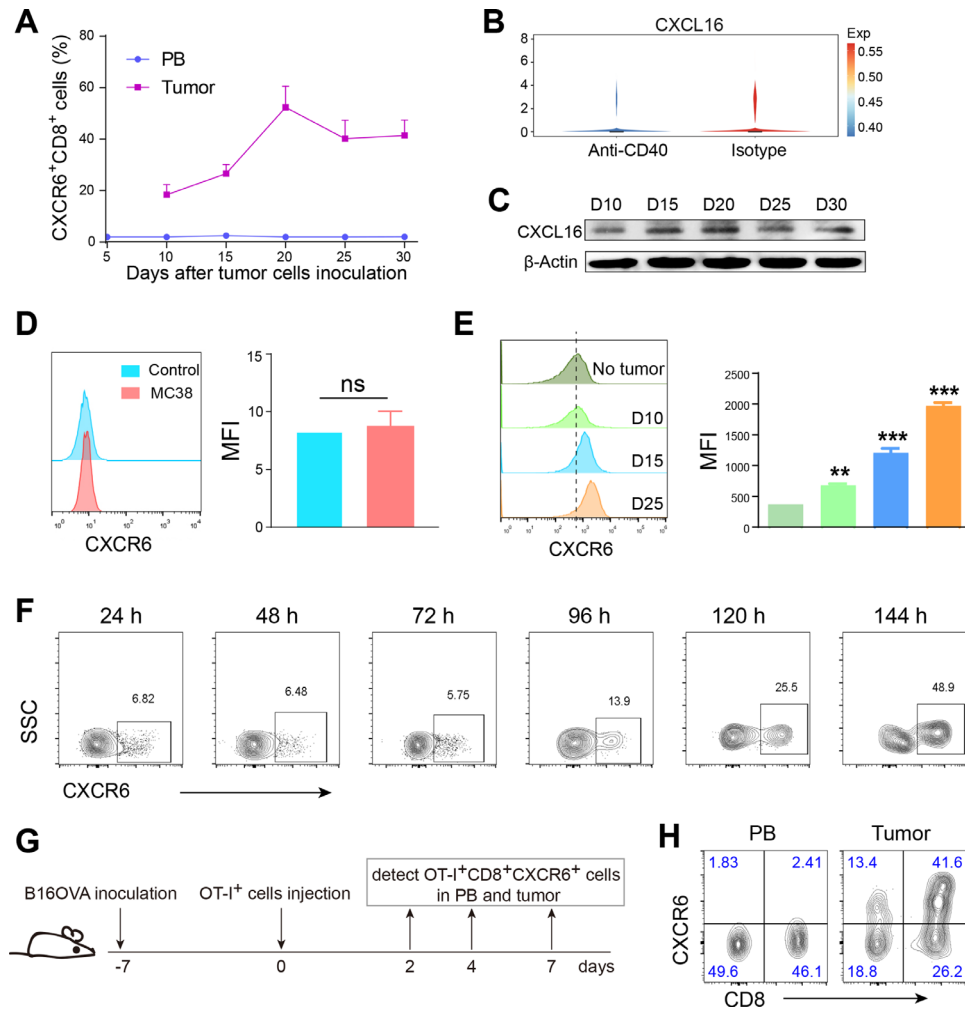 A
CXCR6+CD8+ cells (%)
80
60
40
20
0
PB
Tumor
5 10 15 20 25 30
Days after tumor cells inoculation
B
CXCL16
8
6
4
2
0
Anti-CD40 Isotype
Exp
0.55
0.50
0.45
0.40
C
D10 D15 D20 D25 D30
CXCL16
β-Actin
D
Control
MC38
10⁰ 10¹ 10² 10³ 10⁴
CXCR6
MFI
15
10
5
0
ns
E
No tumor
D10
D15
D25
CXCR6
MFI
2500
2000
1500
1000
500
0
** *** ***
F
24 h 48 h 72 h 96 h 120 h 144 h
6.82 6.48 5.75 13.9 25.5 48.9
SSC
CXCR6
G
B16OVA inoculation
OT-I+ cells injection
detect OT-I+CD8+CXCR6+ cells
in PB and tumor
-7 0 2 4 7 days
H
PB Tumor
1.83 2.41 13.4 41.6
49.6 46.1 18.8 26.2
CXCR6
CD8